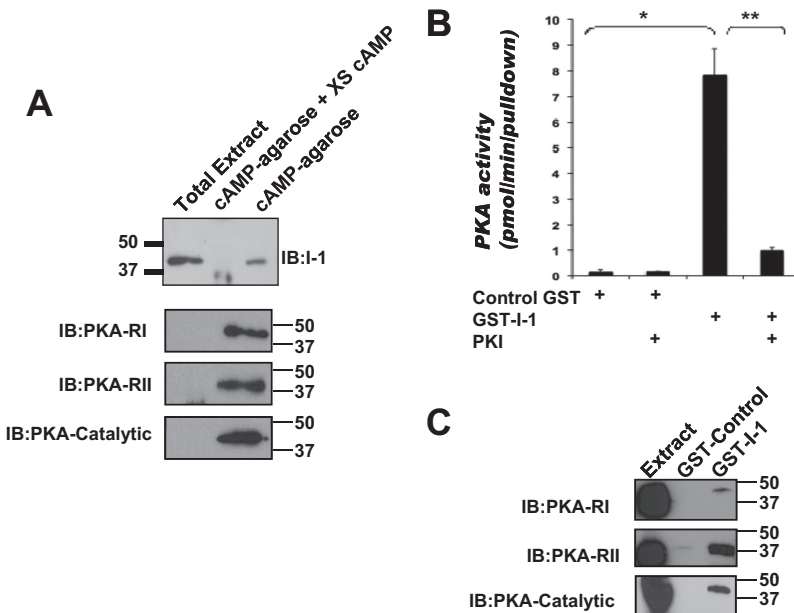 A
Total Extract
cAMP-agarose + XS cAMP
cAMP-agarose
50
37
IB:I-1
IB:PKA-RI
50
37
IB:PKA-RII
50
37
IB:PKA-Catalytic
50
37
B
PKA activity
(pmol/min/pulldown)
10
9
8
7
6
5
4
3
2
1
0
*
**
Control GST + +
GST-I-1 + +
PKI + +
C
Extract
GST-Control
GST-I-1
IB:PKA-RI
50
37
IB:PKA-RII
50
37
IB:PKA-Catalytic
50
37